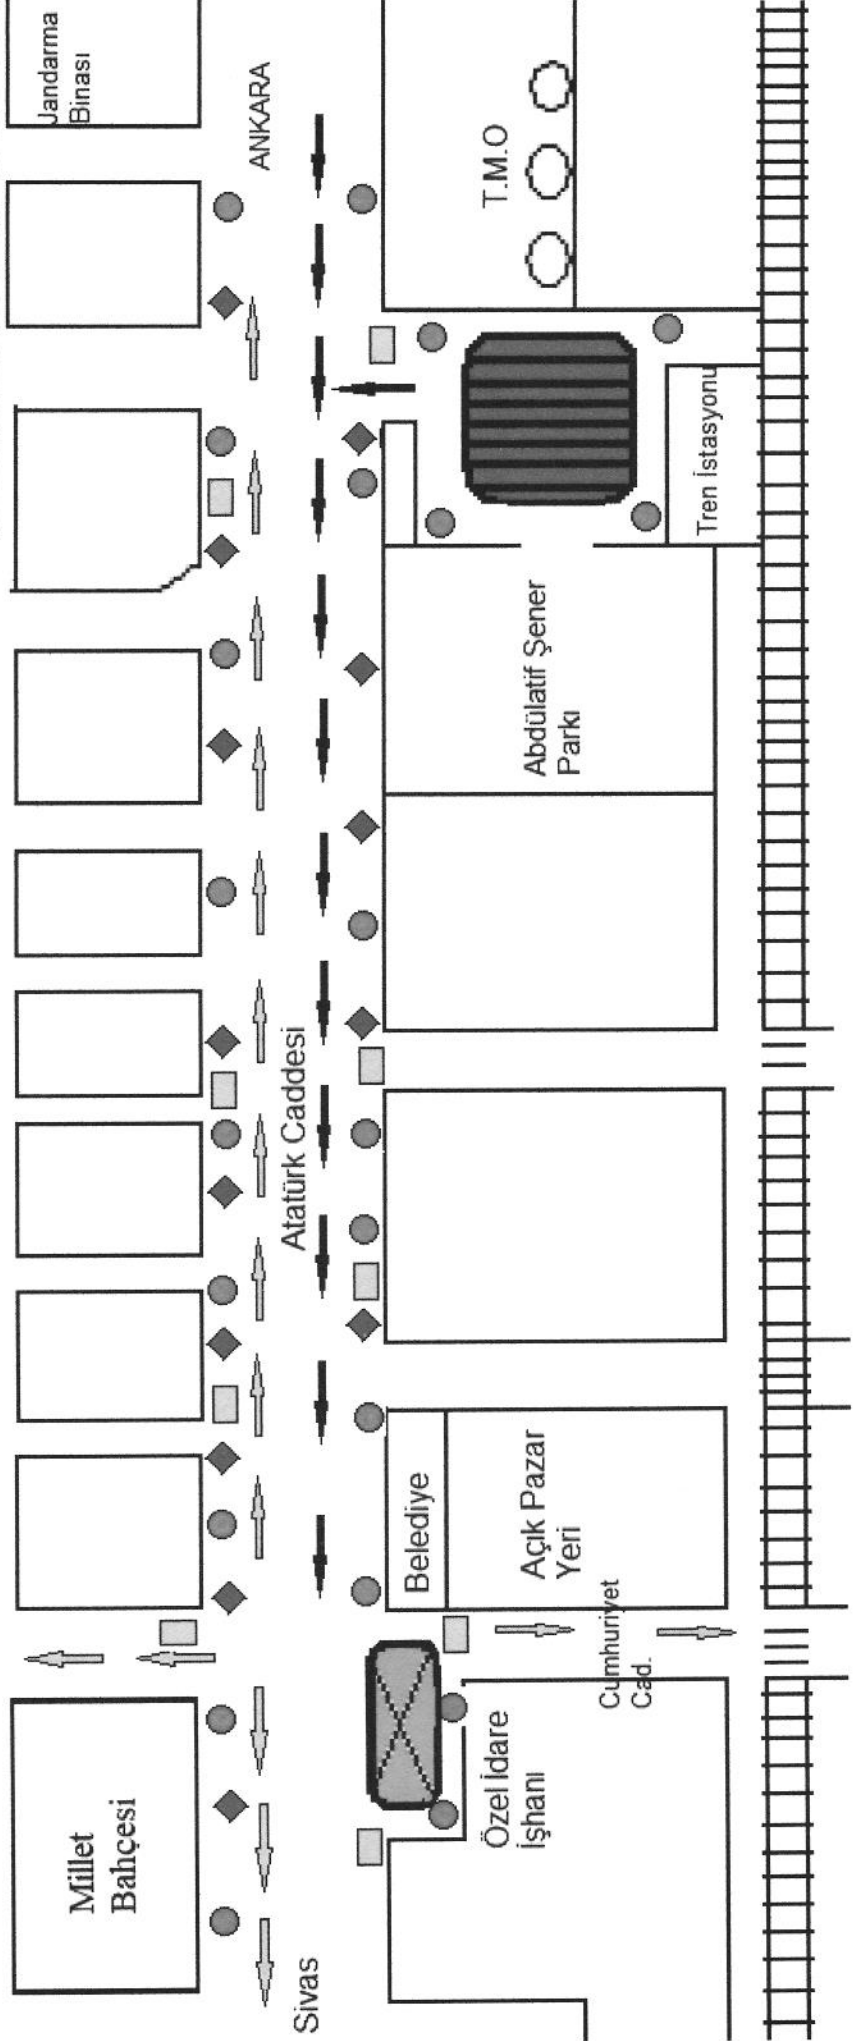 Jandarma
Binası
ANKARA
T.M.O
Tren İstasyonu
Abdülatif Şener
Parkı
Atatürk Caddesi
Belediye
Açık Pazar
Yeri
Cumhuriyet
Cad.
Millet
Bahçesi
Özel İdare
İşhanı
Sivas